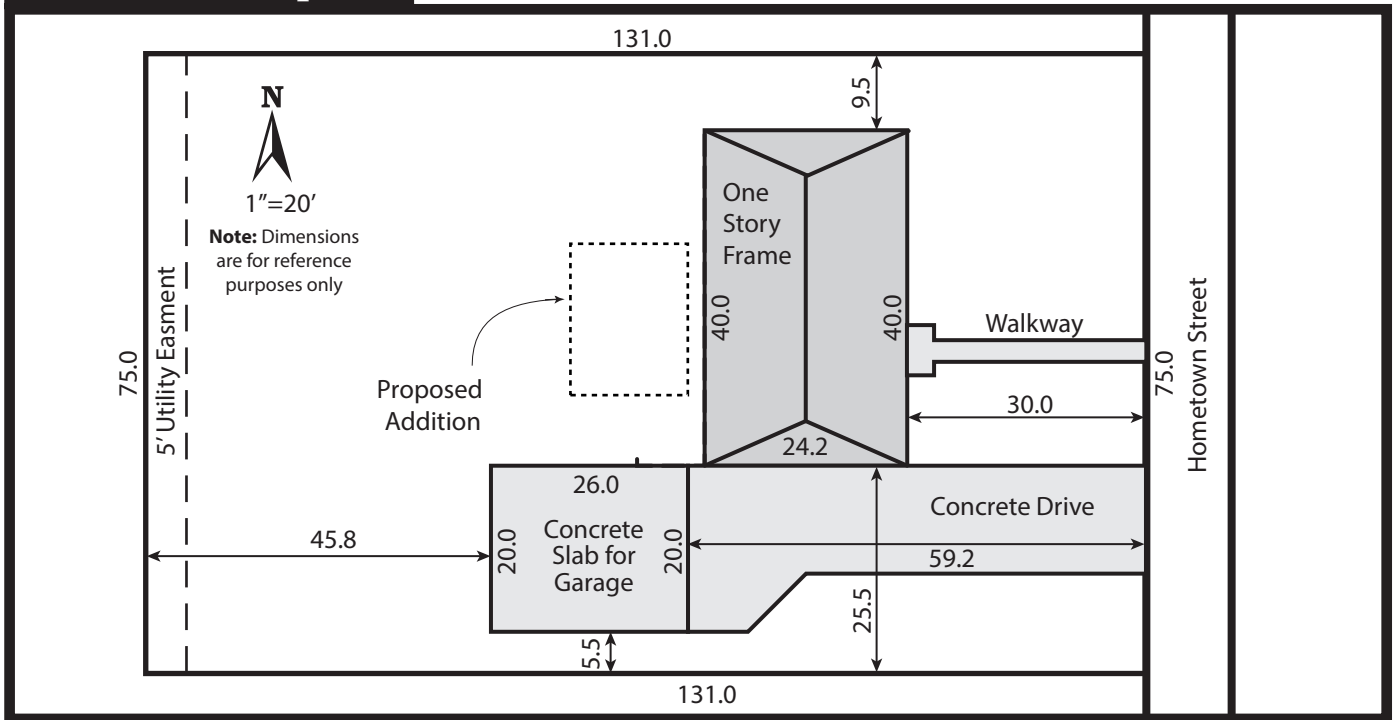 131.0
9.5
N
1”=20’
Note: Dimensions
are for reference
purposes only
One
Story
Frame
5’ Utility Easment
75.0
40.0
40.0
Walkway
75.0
Hometown Street
Proposed
Addition
30.0
24.2
26.0
Concrete
Slab for
Garage
20.0
20.0
Concrete Drive
45.8
59.2
25.5
5.5
131.0